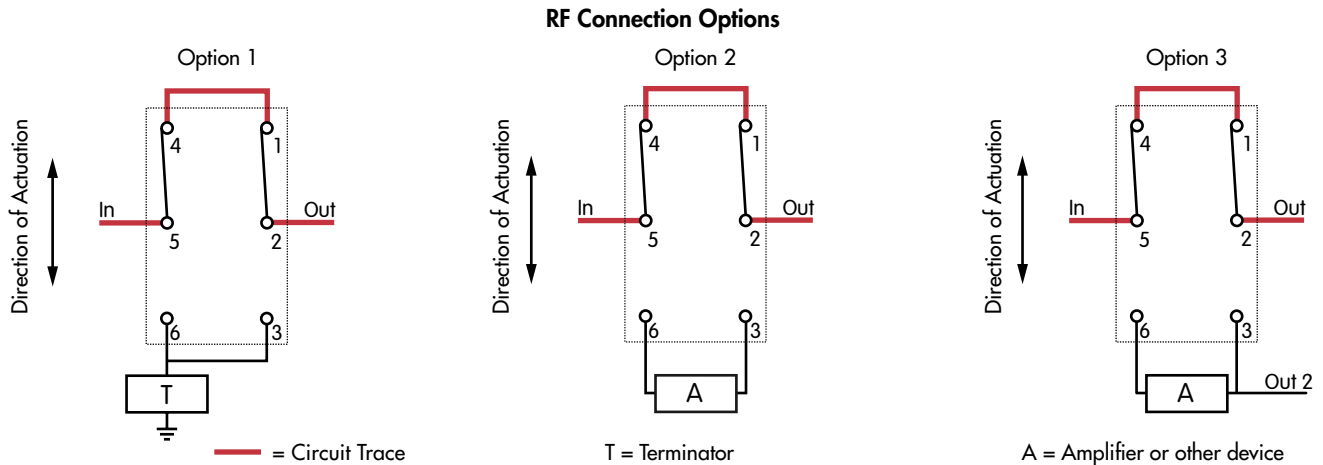 RF Connection Options
Option 1
Option 2
Option 3
Direction of Actuation
4
1
In
Out
5
2
6
3
T
Direction of Actuation
4
1
In
Out
5
2
6
3
A
Direction of Actuation
4
1
In
Out
5
2
6
3
A
Out 2
= Circuit Trace
T = Terminator
A = Amplifier or other device